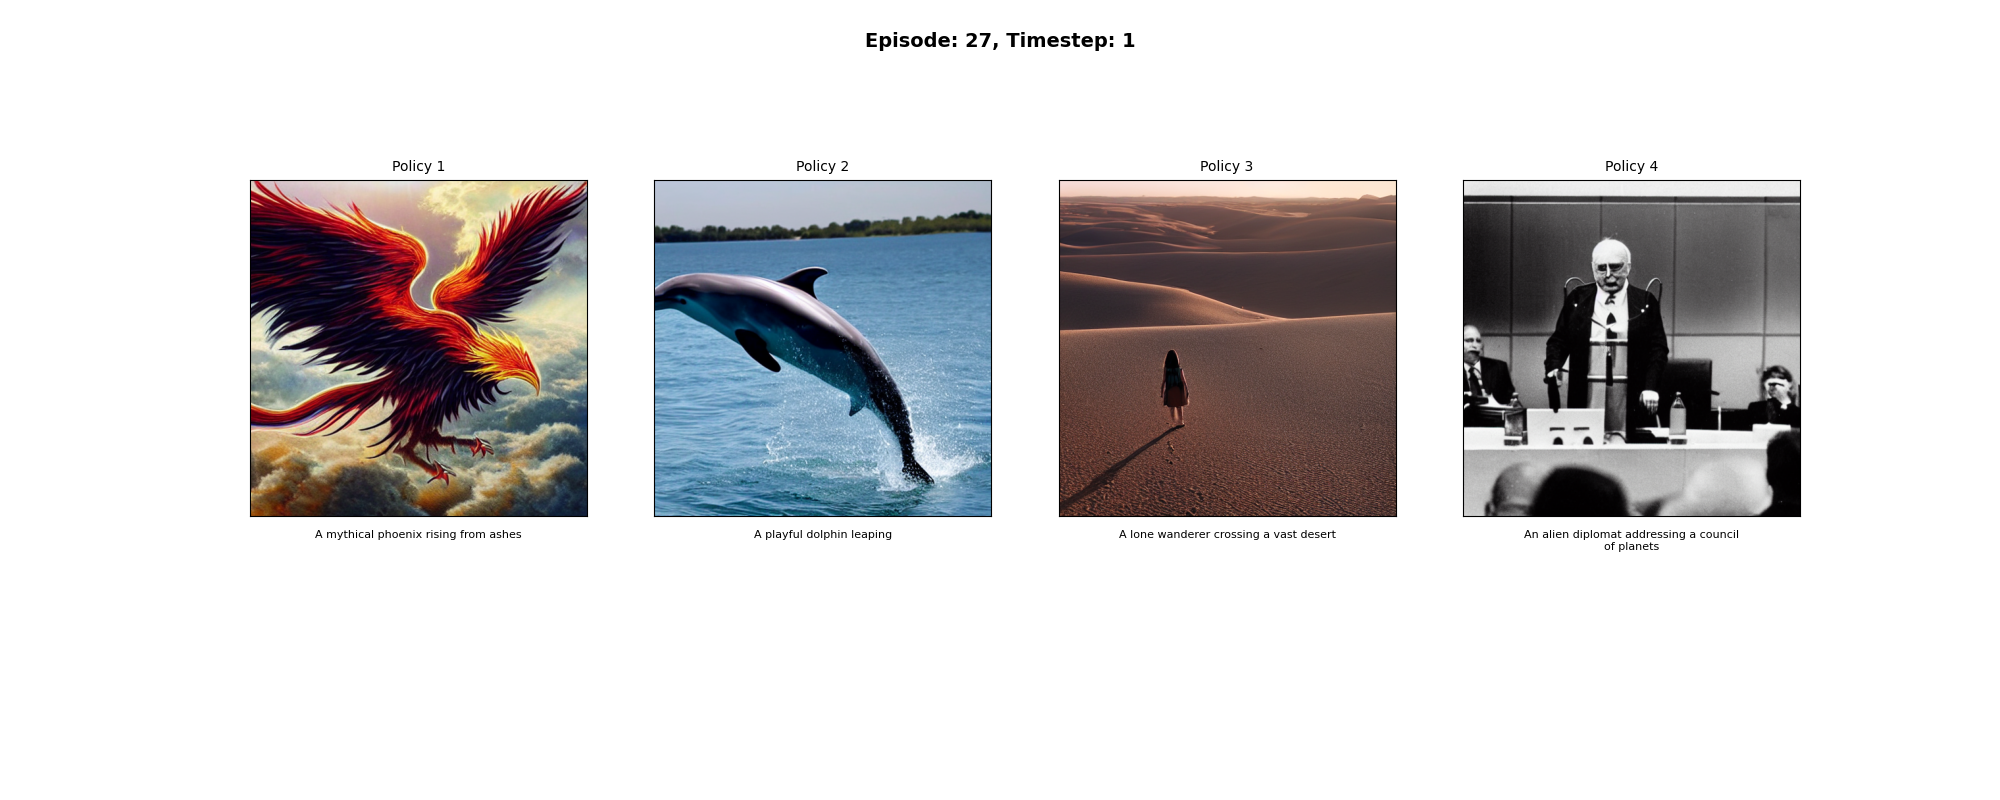 Episode: 27, Timestep: 1
Policy 1
Policy 2
Policy 3
Policy 4
A mythical phoenix rising from ashes
A playful dolphin leaping
A lone wanderer crossing a vast desert
An alien diplomat addressing a council
of planets